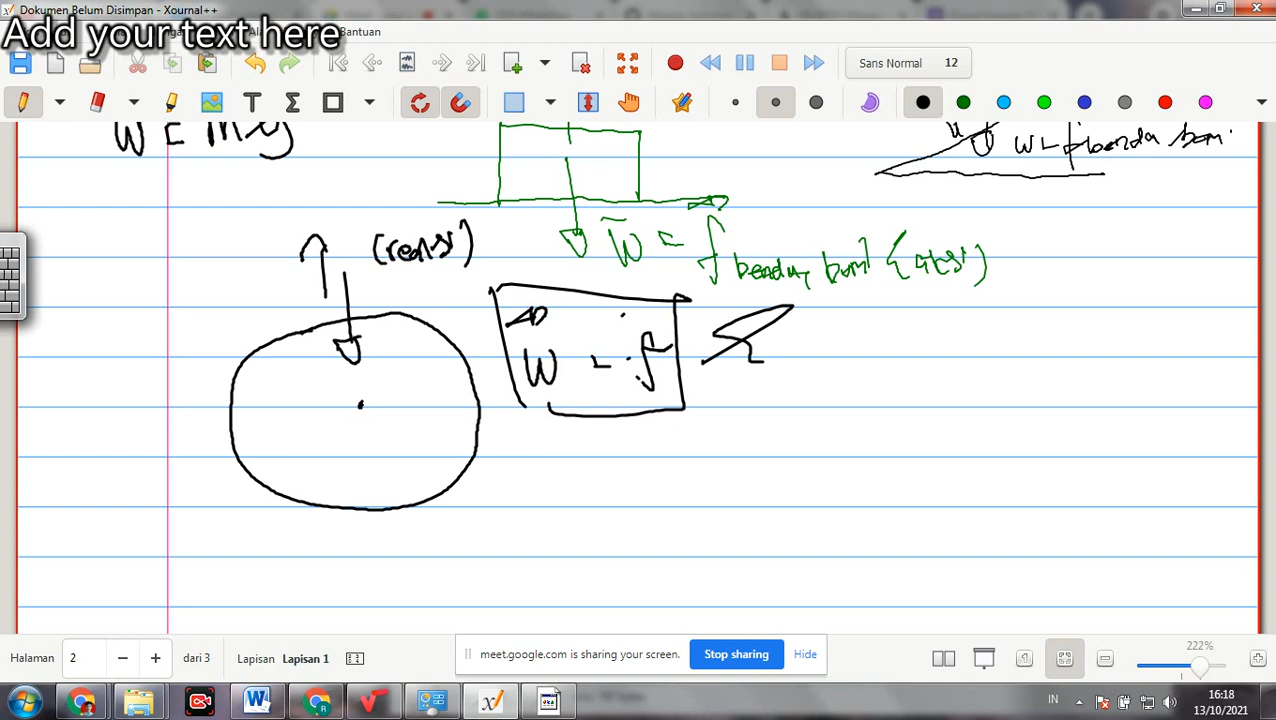 Dokumen Belum Disimpan - Xournal++
Add your text here
Bantuan
Sans Normal 12
W = mg
W = f benda bumi
W = f benda, bumi (aksi)
(reaksi)
W = f
Halaman 2 dari 3 Lapisan Lapisan 1
meet.google.com is sharing your screen. Stop sharing Hide
222%
IN 16:18
13/10/2021